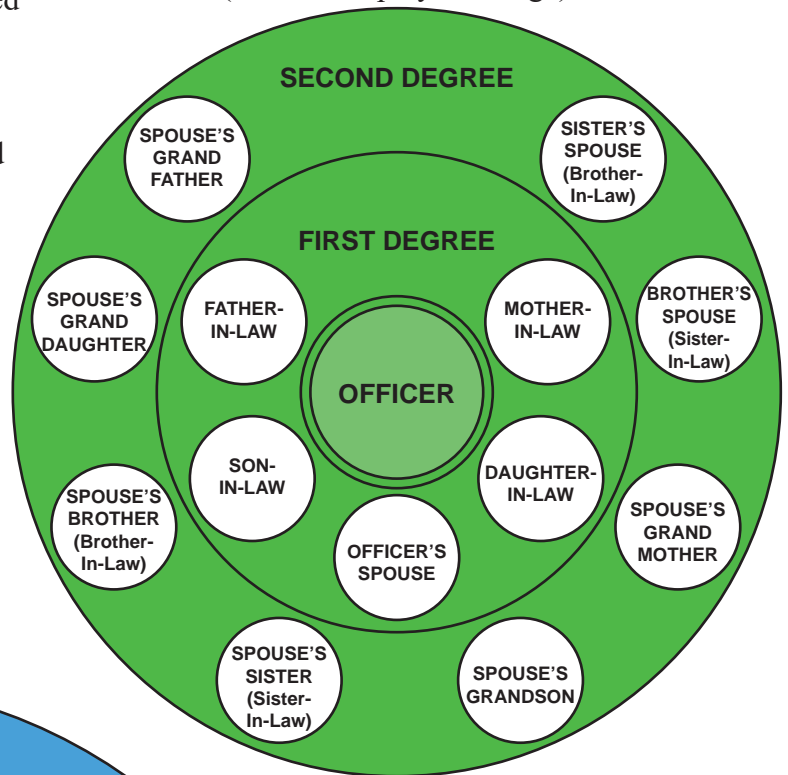 SECOND DEGREE
SPOUSE'S
GRAND
FATHER
SISTER'S
SPOUSE
(Brother-
In-Law)
FIRST DEGREE
SPOUSE'S
GRAND
DAUGHTER
FATHER-
IN-LAW
MOTHER-
IN-LAW
BROTHER'S
SPOUSE
(Sister-
In-Law)
OFFICER
SON-
IN-LAW
DAUGHTER-
IN-LAW
SPOUSE'S
BROTHER
(Brother-
In-Law)
OFFICER'S
SPOUSE
SPOUSE'S
GRAND
MOTHER
SPOUSE'S
SISTER
(Sister-
In-Law)
SPOUSE'S
GRANDSON